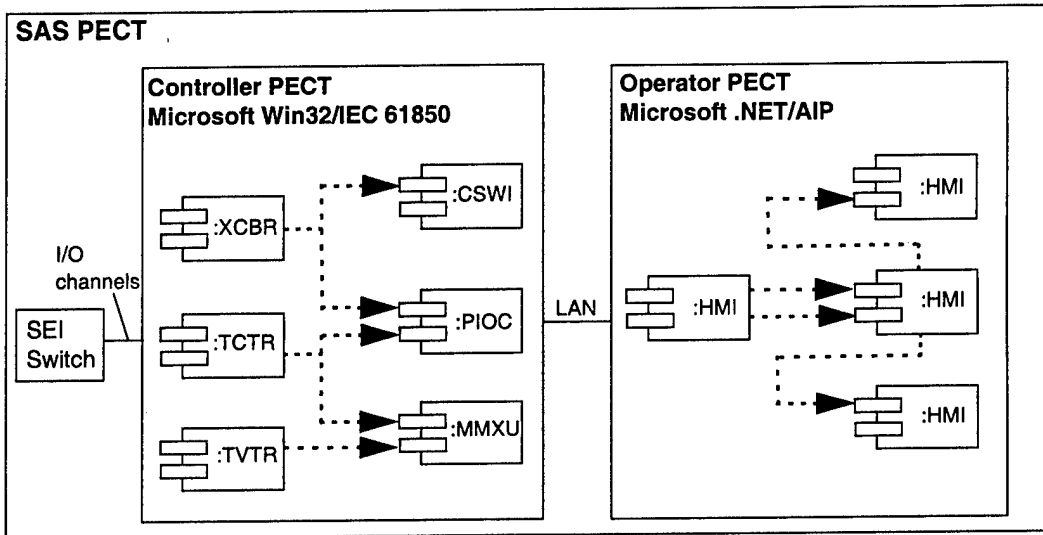 SAS PECT
Controller PECT
Microsoft Win32/IEC 61850
Operator PECT
Microsoft .NET/AIP
:XCBR
:CSWI
:TCTR
:PIOC
:TVTR
:MMXU
I/O
channels
SEI
Switch
LAN
:HMI
:HMI
:HMI
:HMI